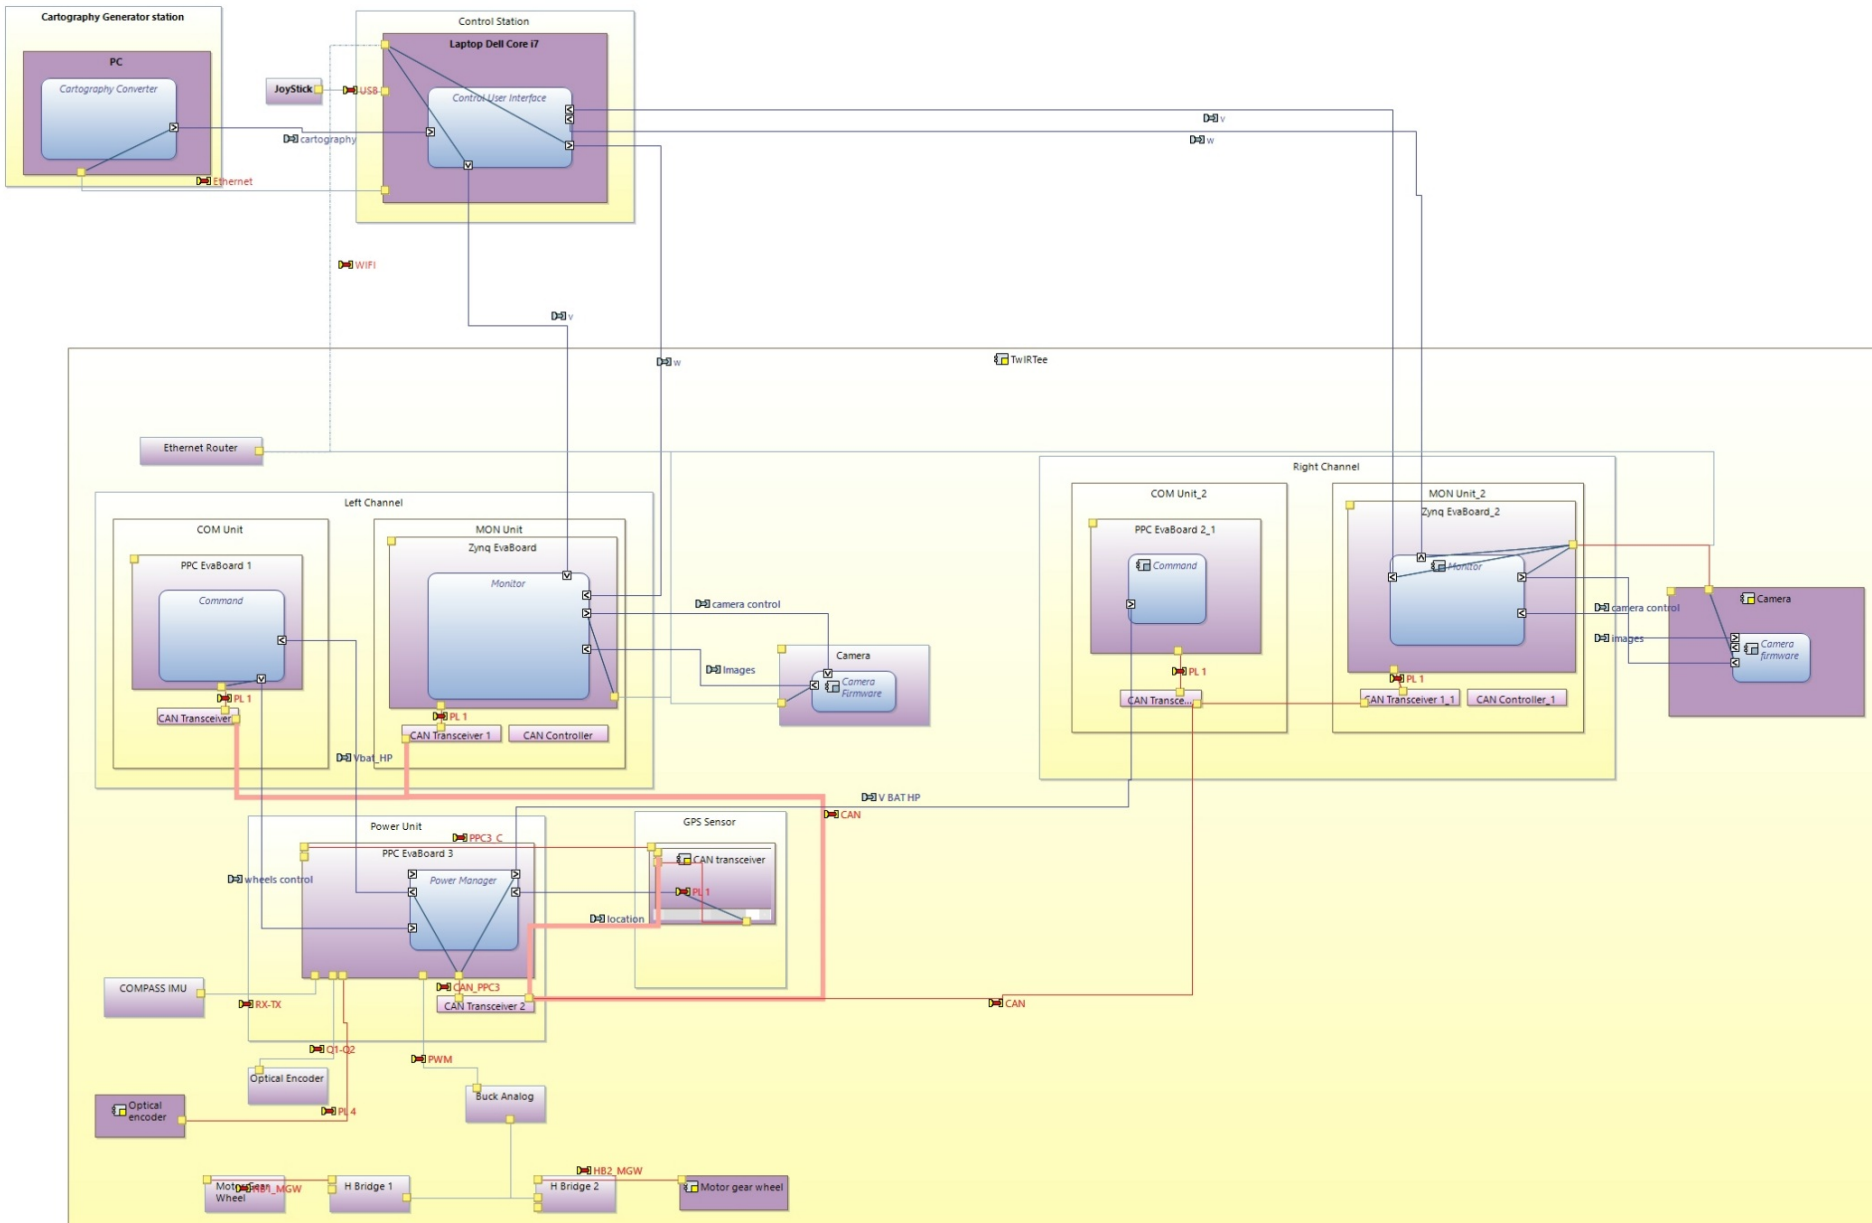 Cartography Generator station
PC
Cartography Converter
cartography
Ethernet
Control Station
Laptop Dell Core i7
JoyStick
USB
Control User Interface
v
w
WIFI
v
w
TwIRTee
Ethernet Router
Left Channel
COM Unit
PPC EvaBoard 1
Command
PL 1
CAN Transceiver
MON Unit
Zynq EvaBoard
Monitor
PL 1
CAN Transceiver 1
CAN Controller
camera control
Images
Camera
Camera
Firmware
Right Channel
COM Unit_2
PPC EvaBoard 2_1
Command
PL 1
CAN Transce...
MON Unit_2
Zynq EvaBoard_2
Monitor
PL 1
CAN Transceiver 1_1
CAN Controller_1
camera control
images
Camera
Camera
firmware
Vbat_HP
V BAT HP
CAN
Power Unit
PPC3_C
PPC EvaBoard 3
wheels control
Power Manager
GPS Sensor
CAN transceiver
PL 1
location
COMPASS IMU
RX-TX
CAN_PPC3
CAN Transceiver 2
CAN
Q1-Q2
PWM
Optical Encoder
Buck Analog
Optical
encoder
PL 4
HB2_MGW
Motor Gear
Wheel
HB1_MGW
H Bridge 1
H Bridge 2
Motor gear wheel